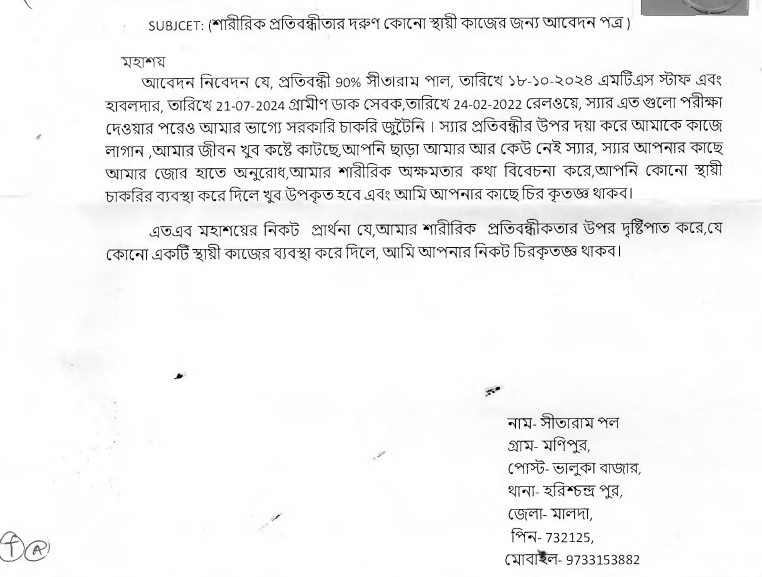 SUBJCET: (শারীরিক প্রতিবন্ধীতার দরুণ কোনো স্থায়ী কাজের জন্য আবেদন পত্র)
মহাশয়
আবেদন নিবেদন যে, প্রতিবন্ধী 90% সীতারাম পাল, তারিখে ১৮-১০-২০২৪ এমটিএস স্টাফ এবং
হাবলদার, তারিখে 21-07-2024 গ্রামীণ ডাক সেবক,তারিখে 24-02-2022 রেলওয়ে, স্যার এত গুলো পরীক্ষা
দেওয়ার পরেও আমার ভাগ্যে সরকারি চাকরি জুটেনি। স্যার প্রতিবন্ধীর উপর দয়া করে আমাকে কাজে
লাগান ,আমার জীবন খুব কষ্টে কাটছে,আপনি ছাড়া আমার আর কেউ নেই স্যার, স্যার আপনার কাছে
আমার জোর হাতে অনুরোধ,আমার শারীরিক অক্ষমতার কথা বিবেচনা করে,আপনি কোনো স্থায়ী
চাকরির ব্যবস্থা করে দিলে খুব উপকৃত হবে এবং আমি আপনার কাছে চির কৃতজ্ঞ থাকব।
এতএব মহাশয়ের নিকট প্রার্থনা যে,আমার শারীরিক প্রতিবন্ধীকতার উপর দৃষ্টিপাত করে,যে
কোনো একটি স্থায়ী কাজের ব্যবস্থা করে দিলে, আমি আপনার নিকট চিরকৃতজ্ঞ থাকব।
নাম- সীতারাম পল
গ্রাম- মণিপুর,
পোস্ট- ভালুকা বাজার,
থানা- হরিশ্চন্দ্র পুর,
জেলা- মালদা,
পিন- 732125,
মোবাইল- 9733153882